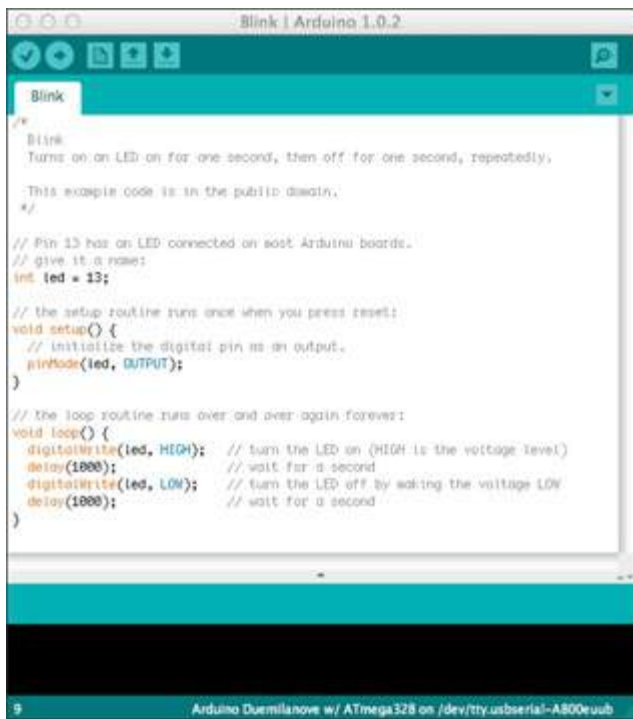 Blink | Arduino 1.0.2
Blink
/*
  Blink
  Turns on an LED on for one second, then off for one second, repeatedly.

  This example code is in the public domain.
 */

// Pin 13 has an LED connected on most Arduino boards.
// give it a name:
int led = 13;

// the setup routine runs once when you press reset:
void setup() {
  // initialize the digital pin as an output.
  pinMode(led, OUTPUT);
}

// the loop routine runs over and over again forever:
void loop() {
  digitalWrite(led, HIGH);   // turn the LED on (HIGH is the voltage level)
  delay(1000);               // wait for a second
  digitalWrite(led, LOW);    // turn the LED off by making the voltage LOW
  delay(1000);               // wait for a second
}
9 Arduino Duemilanove w/ ATmega328 on /dev/tty.usbserial-A800euub